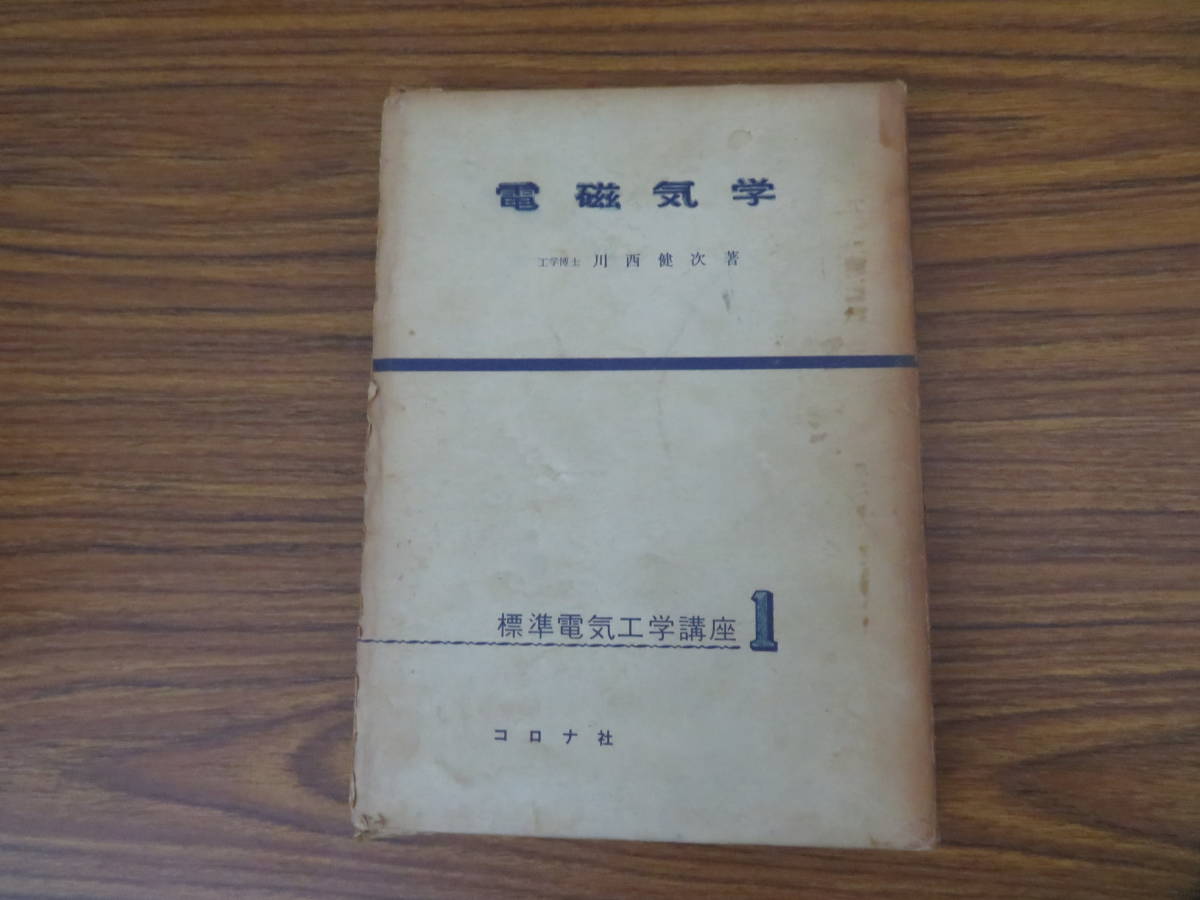 電磁気学
工学博士 川西健次著
標準電気工学講座 1
コロナ社